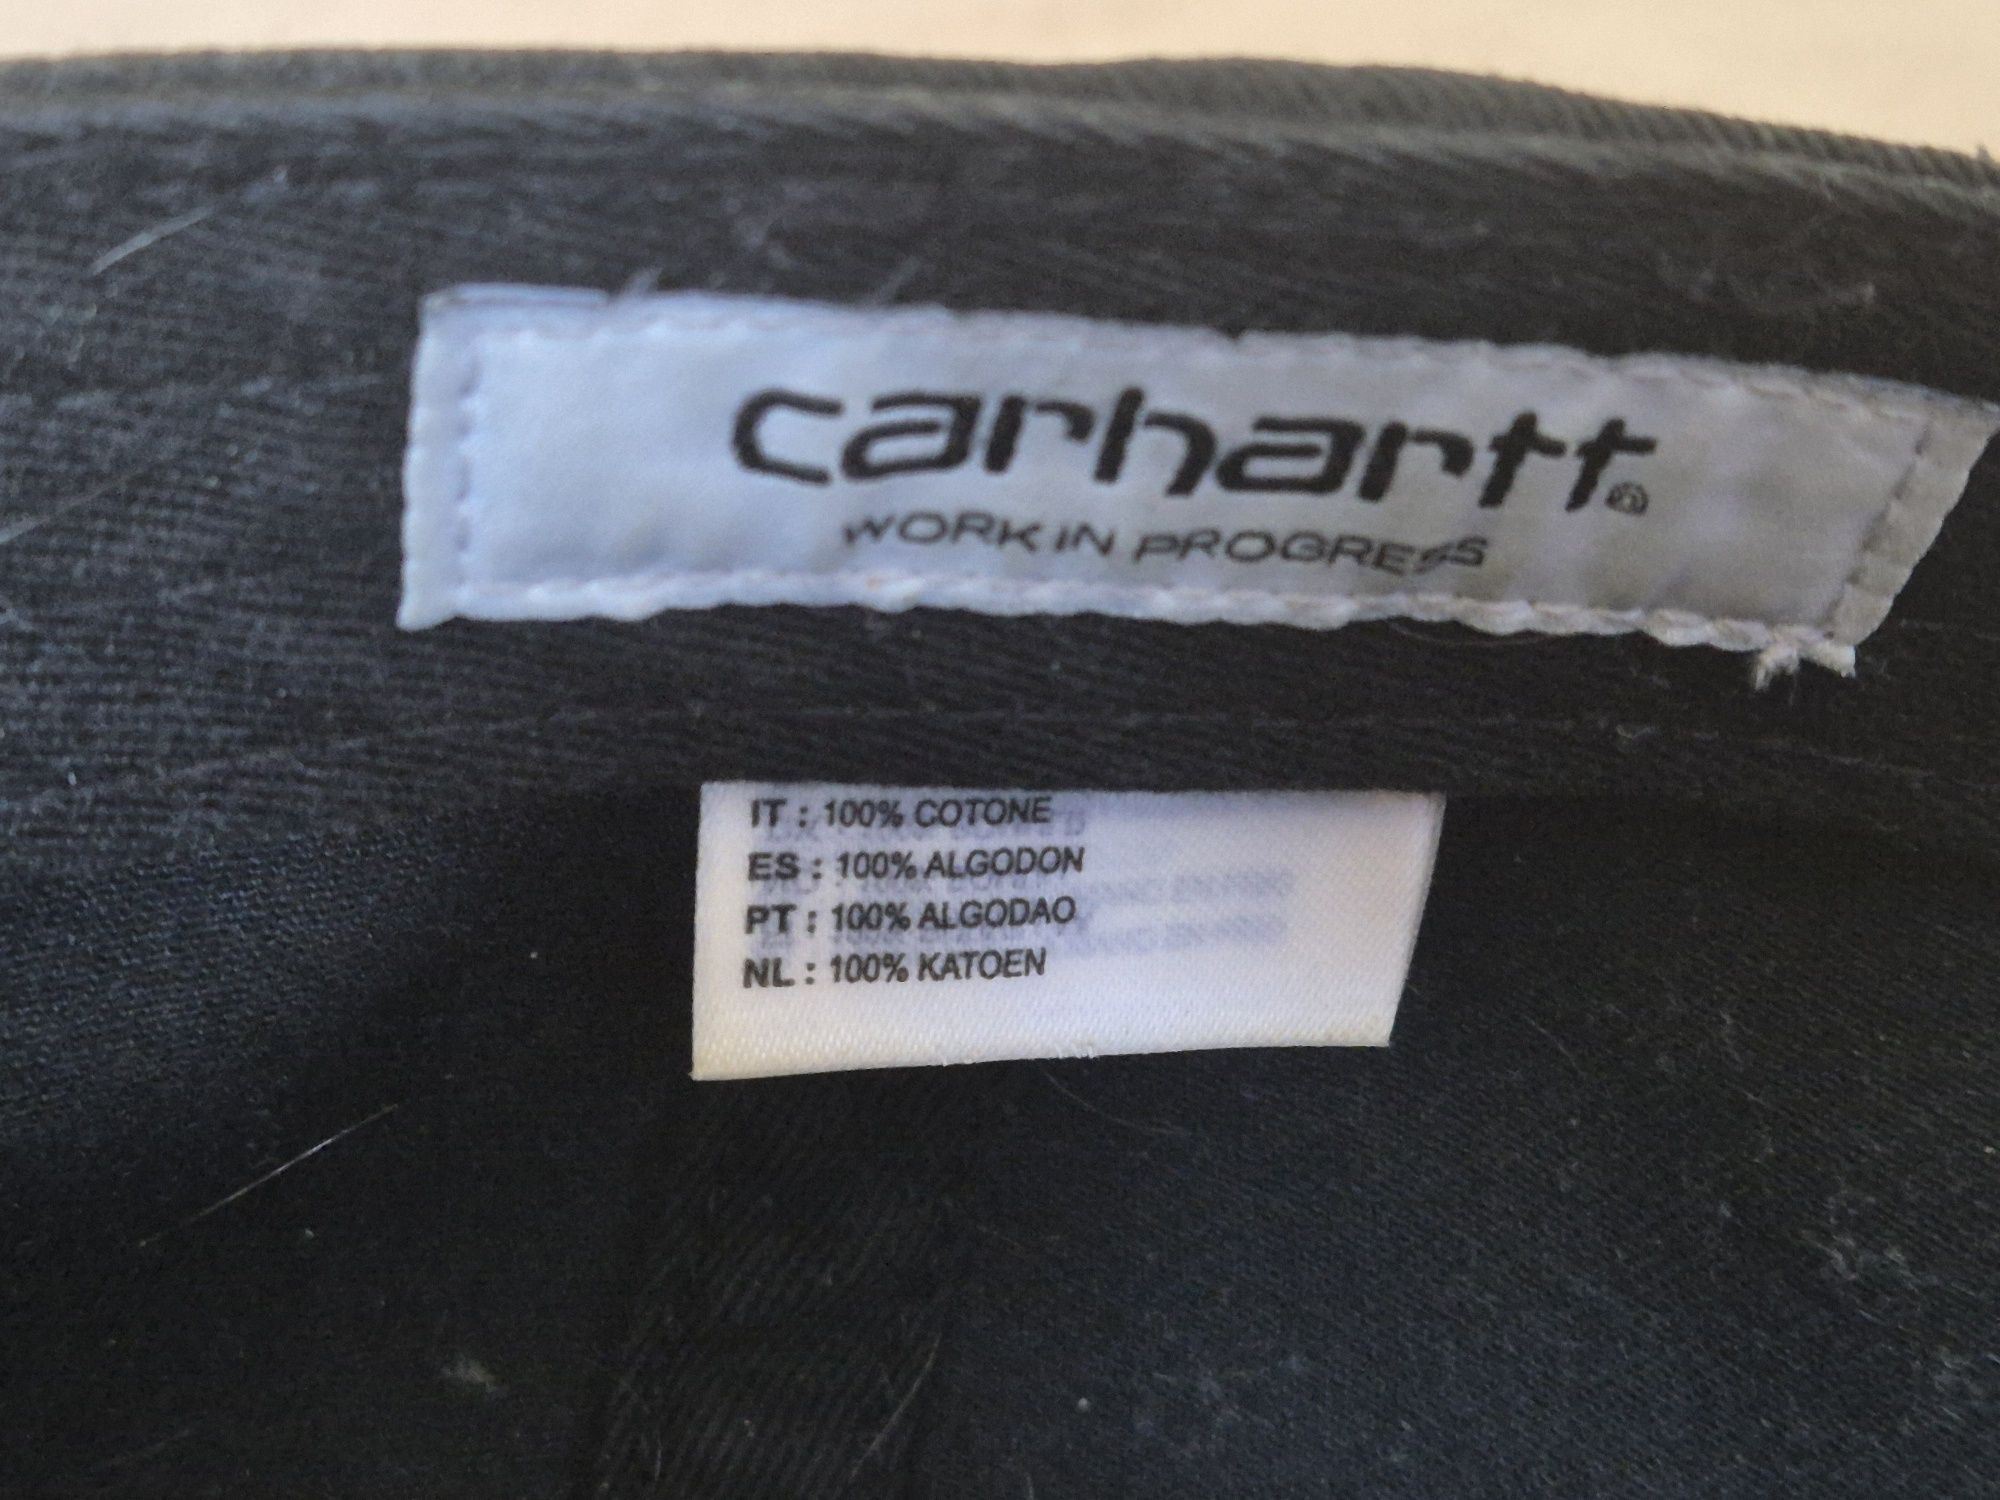 carhartt®
WORK IN PROGRESS
IT : 100% COTONE
ES : 100% ALGODON
PT : 100% ALGODAO
NL : 100% KATOEN